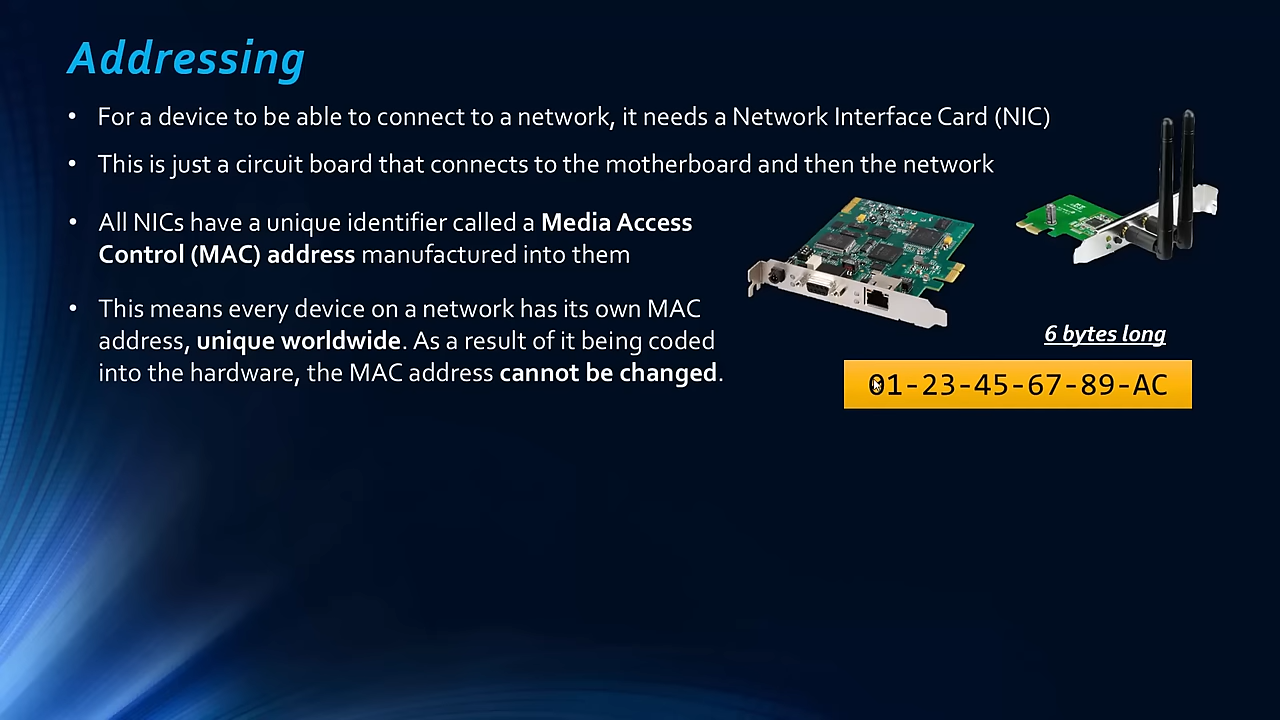 Addressing
• For a device to be able to connect to a network, it needs a Network Interface Card (NIC)
• This is just a circuit board that connects to the motherboard and then the network
• All NICs have a unique identifier called a Media Access
Control (MAC) address manufactured into them
• This means every device on a network has its own MAC
address, unique worldwide. As a result of it being coded
into the hardware, the MAC address cannot be changed.
6 bytes long
01-23-45-67-89-AC